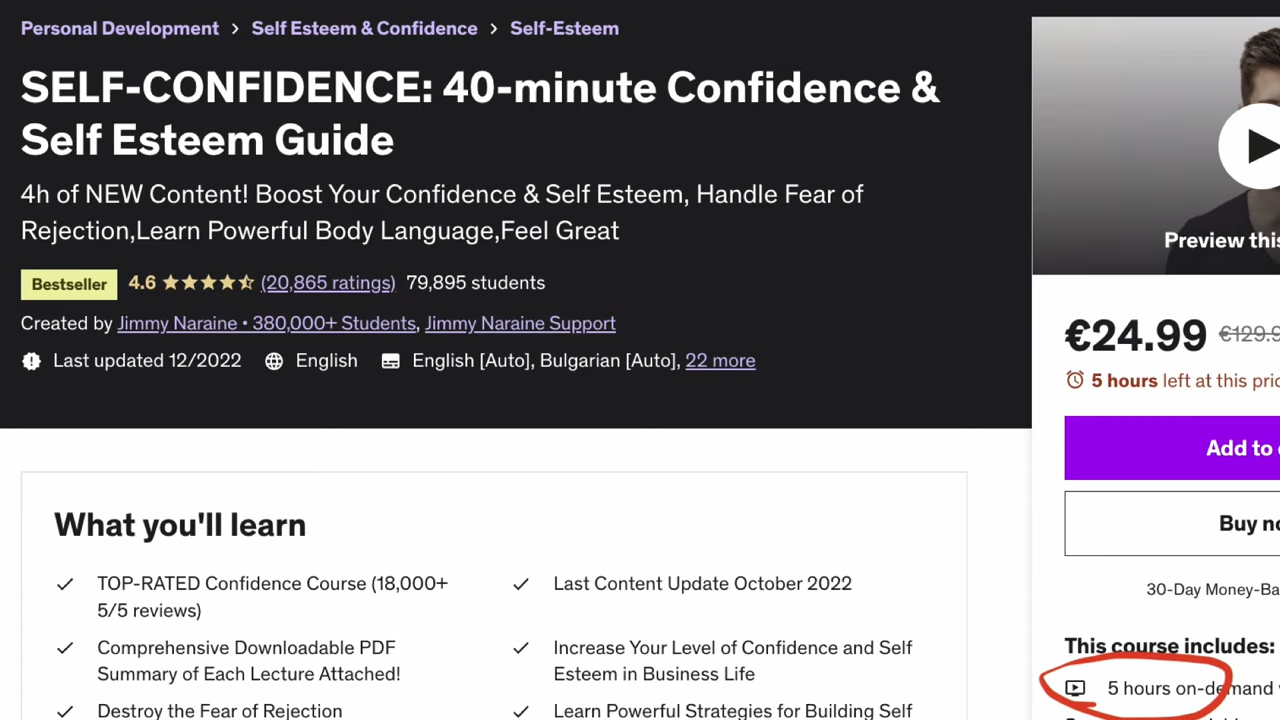 Personal Development > Self Esteem & Confidence > Self-Esteem
SELF-CONFIDENCE: 40-minute Confidence &
Self Esteem Guide
4h of NEW Content! Boost Your Confidence & Self Esteem, Handle Fear of
Rejection,Learn Powerful Body Language,Feel Great
Bestseller 4.6 (20,865 ratings) 79,895 students
Created by Jimmy Naraine • 380,000+ Students, Jimmy Naraine Support
Last updated 12/2022 English English [Auto], Bulgarian [Auto], 22 more
What you'll learn
TOP-RATED Confidence Course (18,000+
5/5 reviews)
Comprehensive Downloadable PDF
Summary of Each Lecture Attached!
Destroy the Fear of Rejection
Last Content Update October 2022
Increase Your Level of Confidence and Self
Esteem in Business Life
Learn Powerful Strategies for Building Self
Preview this
€24.99 €129.9
5 hours left at this pric
Add to
Buy no
30-Day Money-Ba
This course includes:
5 hours on-demand